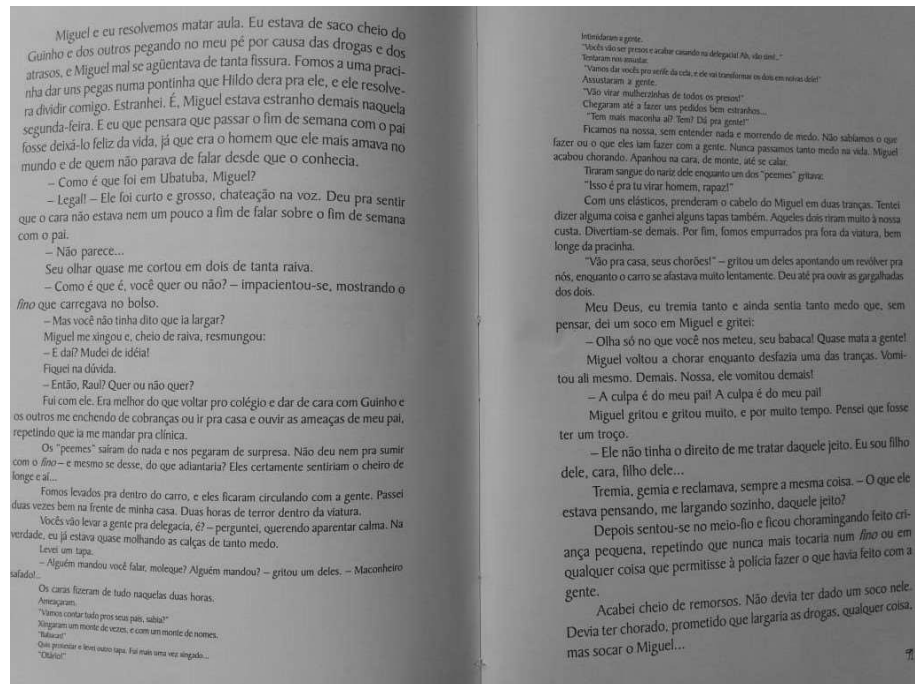 Miguel e eu resolvemos matar aula. Eu estava de saco cheio do
Guinho e dos outros pegando no meu pé por causa das drogas e dos
atrasos, e Miguel mal se agüentava de tanta fissura. Fomos a uma praci-
nha dar uns pegas numa pontinha que Hildo dera pra ele, e ele resolve-
ra dividir comigo. Estranhei. É, Miguel estava estranho demais naquela
segunda-feira. E eu que pensara que passar o fim de semana com o pai
fosse deixá-lo feliz da vida, já que era o homem que ele mais amava no
mundo e de quem não parava de falar desde que o conhecia.
– Como é que foi em Ubatuba, Miguel?
– Legal! – Ele foi curto e grosso, chateação na voz. Deu pra sentir
que o cara não estava nem um pouco a fim de falar sobre o fim de semana
com o pai.
– Não parece...
Seu olhar quase me cortou em dois de tanta raiva.
– Como é que é, você quer ou não? – impacientou-se, mostrando o
fino que carregava no bolso.
– Mas você não tinha dito que ia largar?
Miguel me xingou e, cheio de raiva, resmungou:
– E daí? Mudei de idéia!
Fiquei na dúvida.
– Então, Raul? Quer ou não quer?
Fui com ele. Era melhor do que voltar pro colégio e dar de cara com Guinho e
os outros me enchendo de cobranças ou ir pra casa e ouvir as ameaças de meu pai,
repetindo que ia me mandar pra clínica.
Os "peemes" saíram do nada e nos pegaram de surpresa. Não deu nem pra sumir
com o fino – e mesmo se desse, do que adiantaria? Eles certamente sentiriam o cheiro de
longe e aí...
Fomos levados pra dentro do carro, e eles ficaram circulando com a gente. Passei
duas vezes bem na frente de minha casa. Duas horas de terror dentro da viatura.
Vocês vão levar a gente pra delegacia, é? – perguntei, querendo aparentar calma. Na
verdade, eu já estava quase molhando as calças de tanto medo.
Levei um tapa.
– Alguém mandou você falar, moleque? Alguém mandou? – gritou um deles. – Maconheiro
safado!...
Os caras fizeram de tudo naquelas duas horas.
Ameaçaram.
"Vamos contar tudo pros seus pais, sabia?"
Xingaram um monte de vezes, e com um monte de nomes.
"Babacas!"
Quis protestar e levei outro tapa. Fui mais uma vez xingado...
"Otário!"
Intimidaram a gente.
"Vocês vão ser presos e acabar casando na delegacia! Ah, vão sim!..."
Tentaram nos assustar.
"Vamos dar vocês pro xerife da cela, e ele vai transformar os dois em noivas dele!"
Assustaram a gente.
"Vão virar mulherzinhas de todos os presos!"
Chegaram até a fazer uns pedidos bem estranhos...
"Tem mais maconha aí? Tem? Dá pra gente!"
Ficamos na nossa, sem entender nada e morrendo de medo. Não sabíamos o que
fazer ou o que eles iam fazer com a gente. Nunca passamos tanto medo na vida. Miguel
acabou chorando. Apanhou na cara, de monte, até se calar.
Tiraram sangue do nariz dele enquanto um dos "peemes" gritava:
"Isso é pra tu virar homem, rapaz!"
Com uns elásticos, prenderam o cabelo do Miguel em duas tranças. Tentei
dizer alguma coisa e ganhei alguns tapas também. Aqueles dois riram muito à nossa
custa. Divertiam-se demais. Por fim, fomos empurrados pra fora da viatura, bem
longe da pracinha.
"Vão pra casa, seus chorões!" – gritou um deles apontando um revólver pra
nós, enquanto o carro se afastava muito lentamente. Deu até pra ouvir as gargalhadas
dos dois.
Meu Deus, eu tremia tanto e ainda sentia tanto medo que, sem
pensar, dei um soco em Miguel e gritei:
– Olha só no que você nos meteu, seu babaca! Quase mata a gente!
Miguel voltou a chorar enquanto desfazia uma das tranças. Vomi-
tou ali mesmo. Demais. Nossa, ele vomitou demais!
– A culpa é do meu pai! A culpa é do meu pai!
Miguel gritou e gritou muito, e por muito tempo. Pensei que fosse
ter um troço.
– Ele não tinha o direito de me tratar daquele jeito. Eu sou filho
dele, cara, filho dele...
Tremia, gemia e reclamava, sempre a mesma coisa. – O que ele
estava pensando, me largando sozinho, daquele jeito?
Depois sentou-se no meio-fio e ficou choramingando feito cri-
ança pequena, repetindo que nunca mais tocaria num fino ou em
qualquer coisa que permitisse à polícia fazer o que havia feito com a
gente.
Acabei cheio de remorsos. Não devia ter dado um soco nele.
Devia ter chorado, prometido que largaria as drogas, qualquer coisa,
mas socar o Miguel...